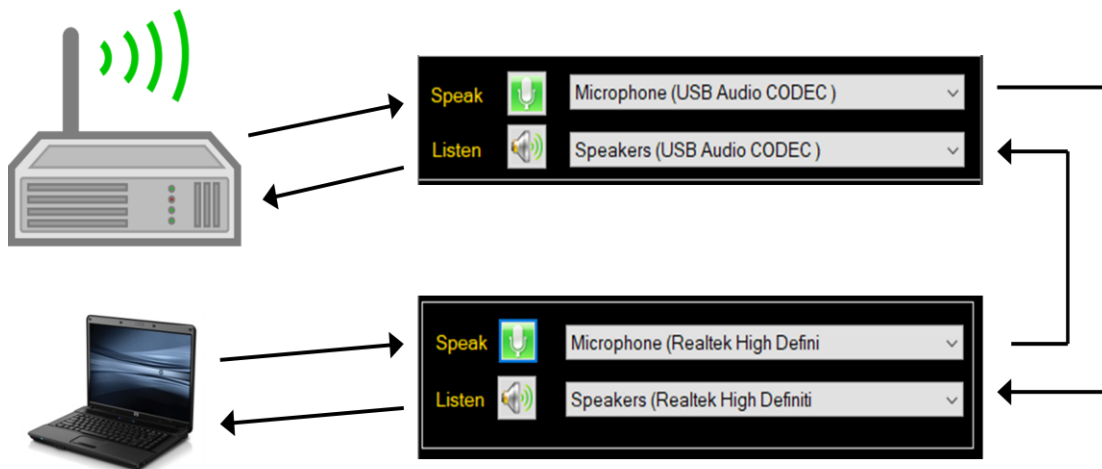 Speak Microphone (USB Audio CODEC )
Listen Speakers (USB Audio CODEC )
Speak Microphone (Realtek High Defini
Listen Speakers (Realtek High Definiti